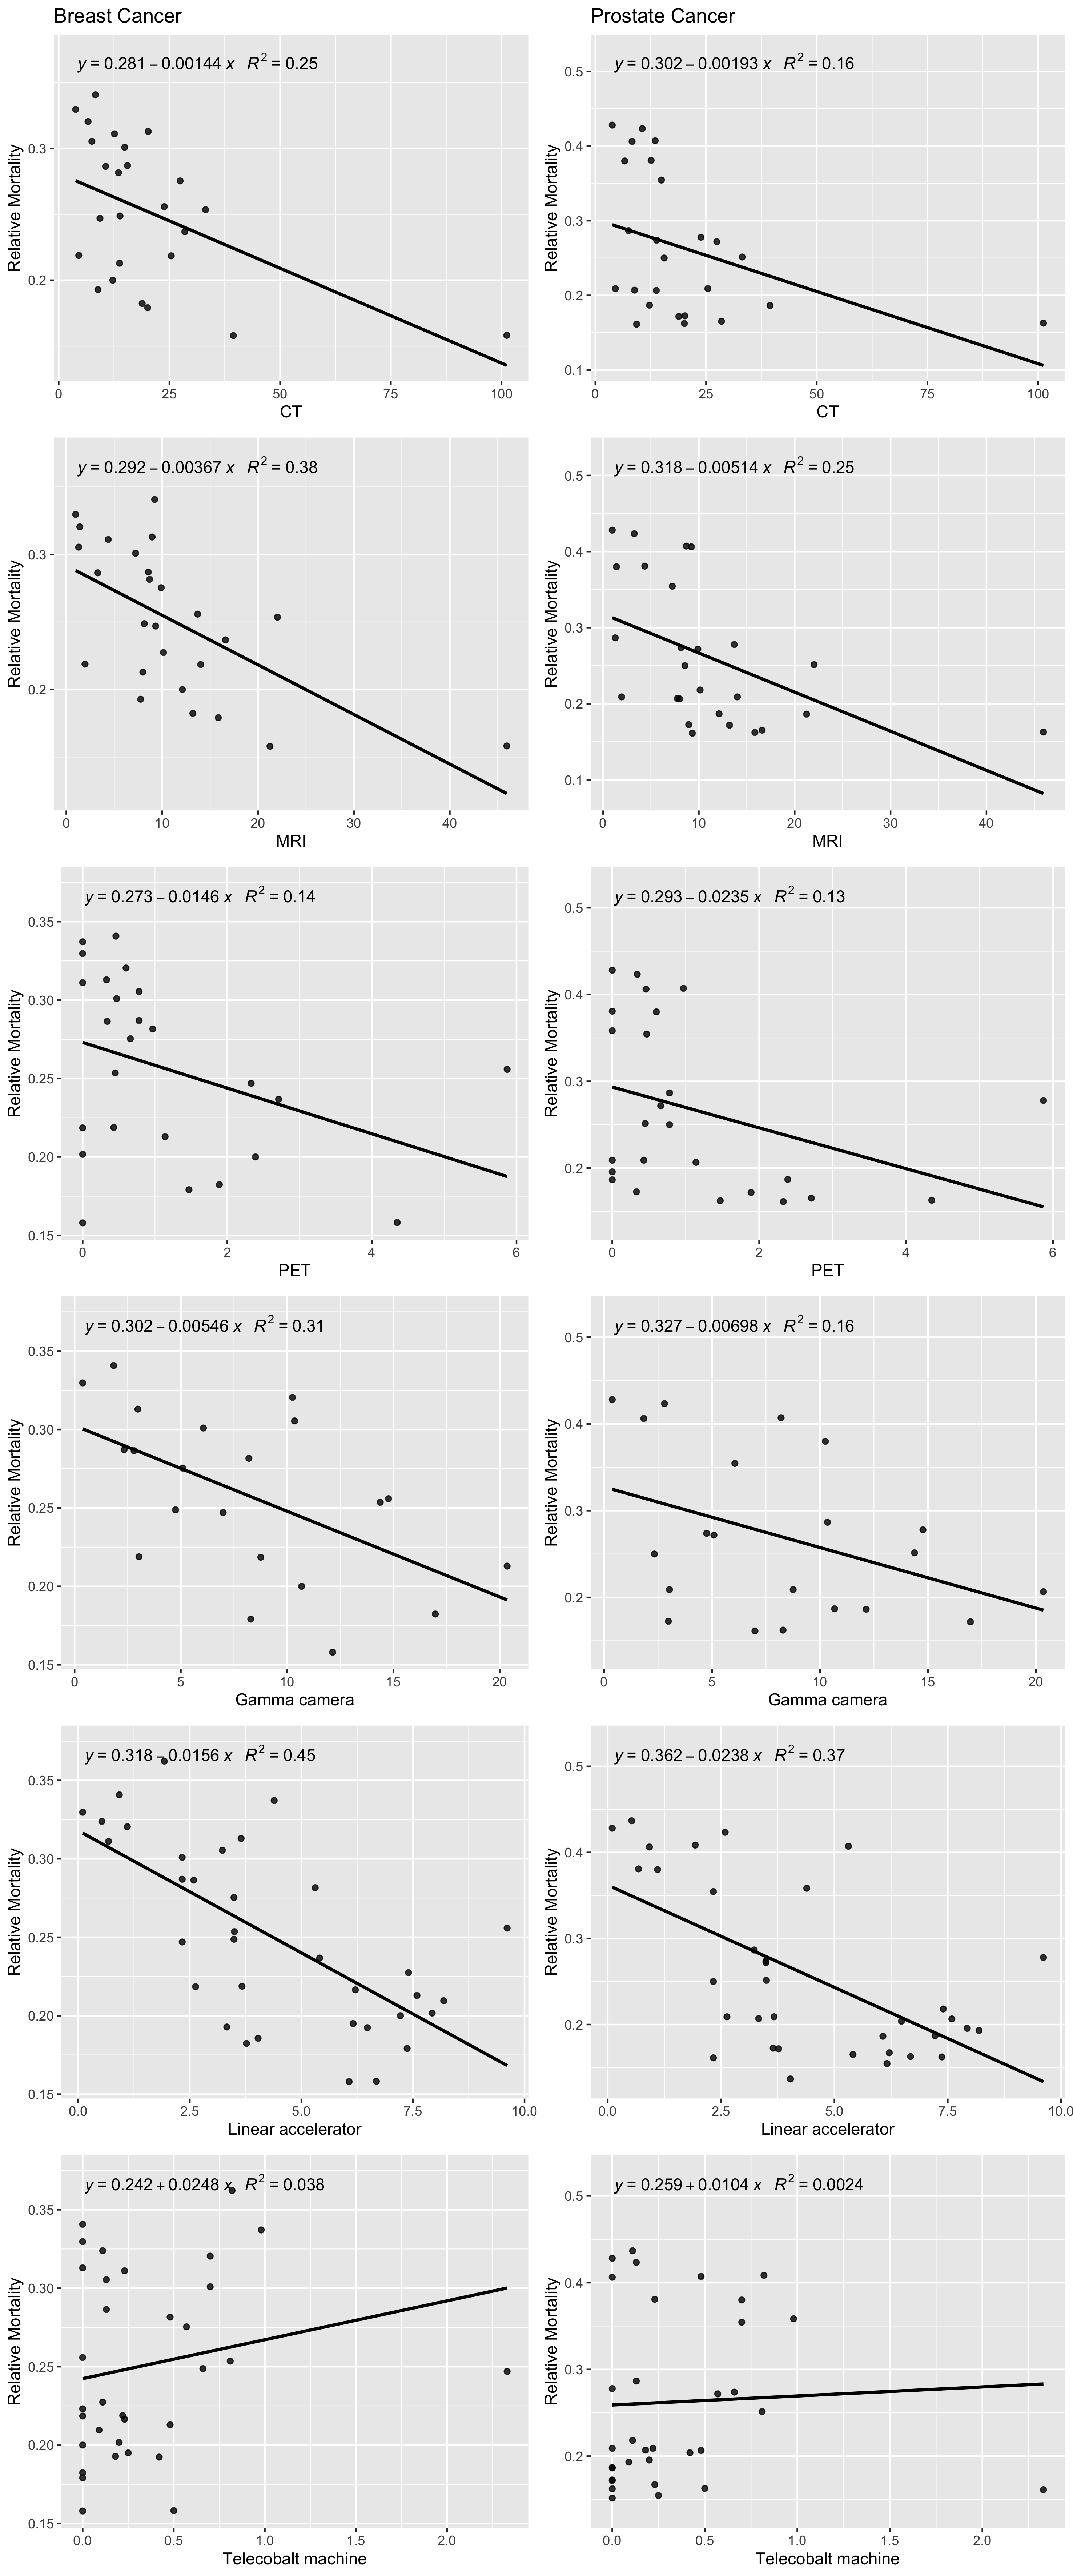 Breast Cancer
Prostate Cancer
y = 0.281 – 0.00144 x R² = 0.25
0.3
0.2
Relative Mortality
0 25 50 75 100
CT
y = 0.302 – 0.00193 x R² = 0.16
0.5
0.4
0.3
0.2
0.1
Relative Mortality
0 25 50 75 100
CT
y = 0.292 – 0.00367 x R² = 0.38
0.3
0.2
Relative Mortality
0 10 20 30 40
MRI
y = 0.318 – 0.00514 x R² = 0.25
0.5
0.4
0.3
0.2
0.1
Relative Mortality
0 10 20 30 40
MRI
y = 0.273 – 0.0146 x R² = 0.14
0.35
0.30
0.25
0.20
0.15
Relative Mortality
0 2 4 6
PET
y = 0.293 – 0.0235 x R² = 0.13
0.5
0.4
0.3
0.2
Relative Mortality
0 2 4 6
PET
y = 0.302 – 0.00546 x R² = 0.31
0.35
0.30
0.25
0.20
0.15
Relative Mortality
0 5 10 15 20
Gamma camera
y = 0.327 – 0.00698 x R² = 0.16
0.5
0.4
0.3
0.2
Relative Mortality
0 5 10 15 20
Gamma camera
y = 0.318 – 0.0156 x R² = 0.45
0.35
0.30
0.25
0.20
0.15
Relative Mortality
0.0 2.5 5.0 7.5 10.0
Linear accelerator
y = 0.362 – 0.0238 x R² = 0.37
0.5
0.4
0.3
0.2
Relative Mortality
0.0 2.5 5.0 7.5 10.0
Linear accelerator
y = 0.242 + 0.0248 x R² = 0.038
0.35
0.30
0.25
0.20
0.15
Relative Mortality
0.0 0.5 1.0 1.5 2.0
Telecobalt machine
y = 0.259 + 0.0104 x R² = 0.0024
0.5
0.4
0.3
0.2
Relative Mortality
0.0 0.5 1.0 1.5 2.0
Telecobalt machine